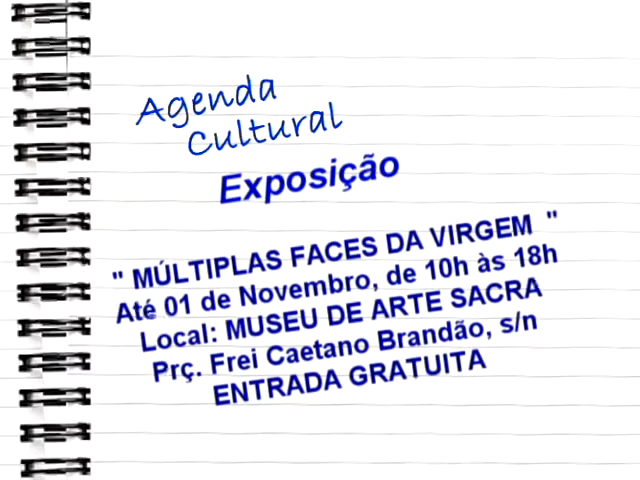 Agenda
Cultural
Exposição
" MÚLTIPLAS FACES DA VIRGEM "
Até 01 de Novembro, de 10h às 18h
Local: MUSEU DE ARTE SACRA
Prç. Frei Caetano Brandão, s/n
ENTRADA GRATUITA